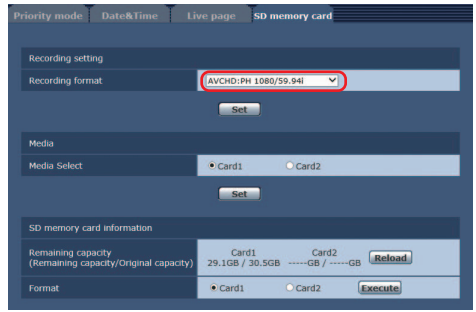 Priority mode Date&Time Live page SD memory card
Recording setting
Recording format AVCHD:PH 1080/59.94i
Set
Media
Media Select Card1 Card2
Set
SD memory card information
Remaining capacity Card1 Card2
(Remaining capacity/Original capacity) 29.1GB / 30.5GB -----GB / -----GB Reload
Format Card1 Card2 Execute